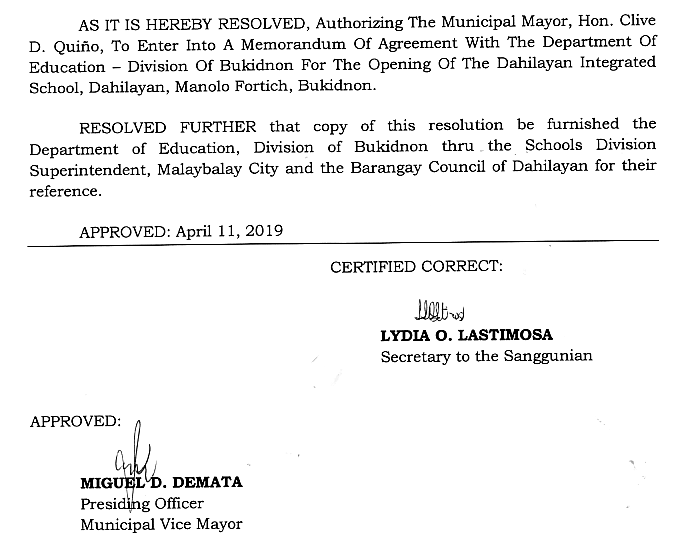 AS IT IS HEREBY RESOLVED, Authorizing The Municipal Mayor, Hon. Clive
D. Quiño, To Enter Into A Memorandum Of Agreement With The Department Of
Education – Division Of Bukidnon For The Opening Of The Dahilayan Integrated
School, Dahilayan, Manolo Fortich, Bukidnon.
RESOLVED FURTHER that copy of this resolution be furnished the
Department of Education, Division of Bukidnon thru the Schools Division
Superintendent, Malaybalay City and the Barangay Council of Dahilayan for their
reference.
APPROVED: April 11, 2019
CERTIFIED CORRECT:
LYDIA O. LASTIMOSA
Secretary to the Sanggunian
APPROVED:
MIGUEL D. DEMATA
Presiding Officer
Municipal Vice Mayor